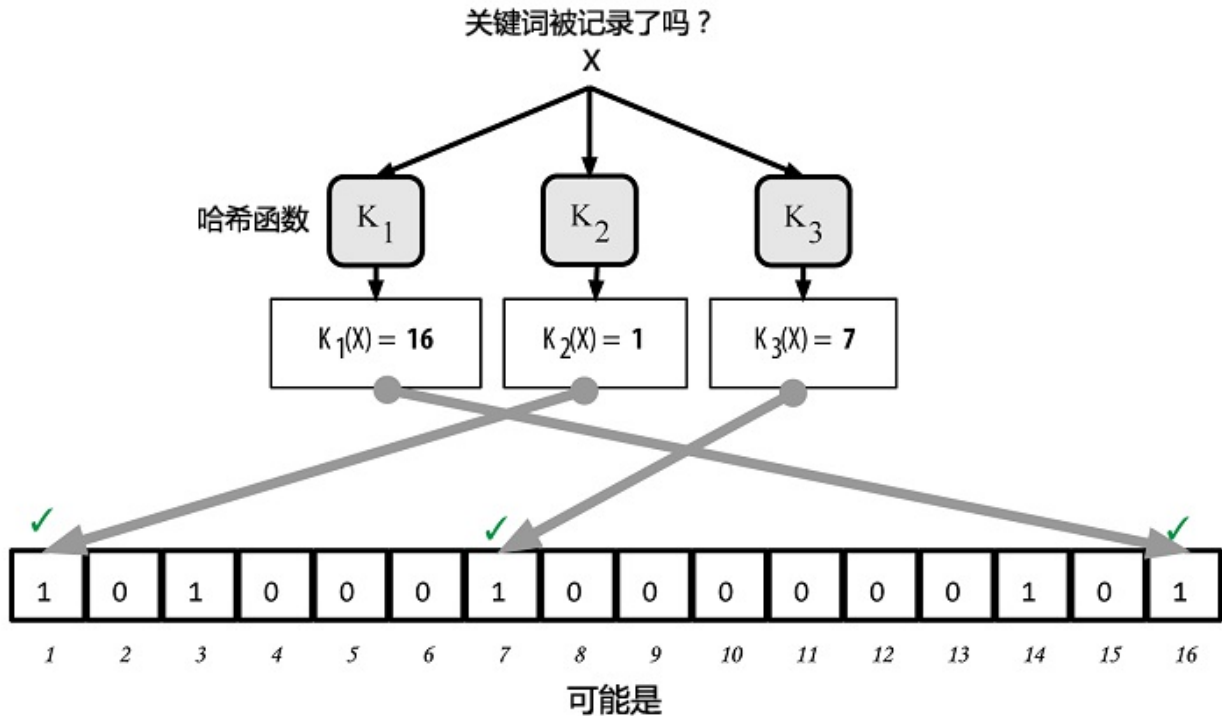 关键词被记录了吗？
X
哈希函数 K1 K2 K3
K1(X) = 16 K2(X) = 1 K3(X) = 7
✓ ✓ ✓
1 0 1 0 0 0 1 0 0 0 0 0 0 1 0 1
1 2 3 4 5 6 7 8 9 10 11 12 13 14 15 16
可能是